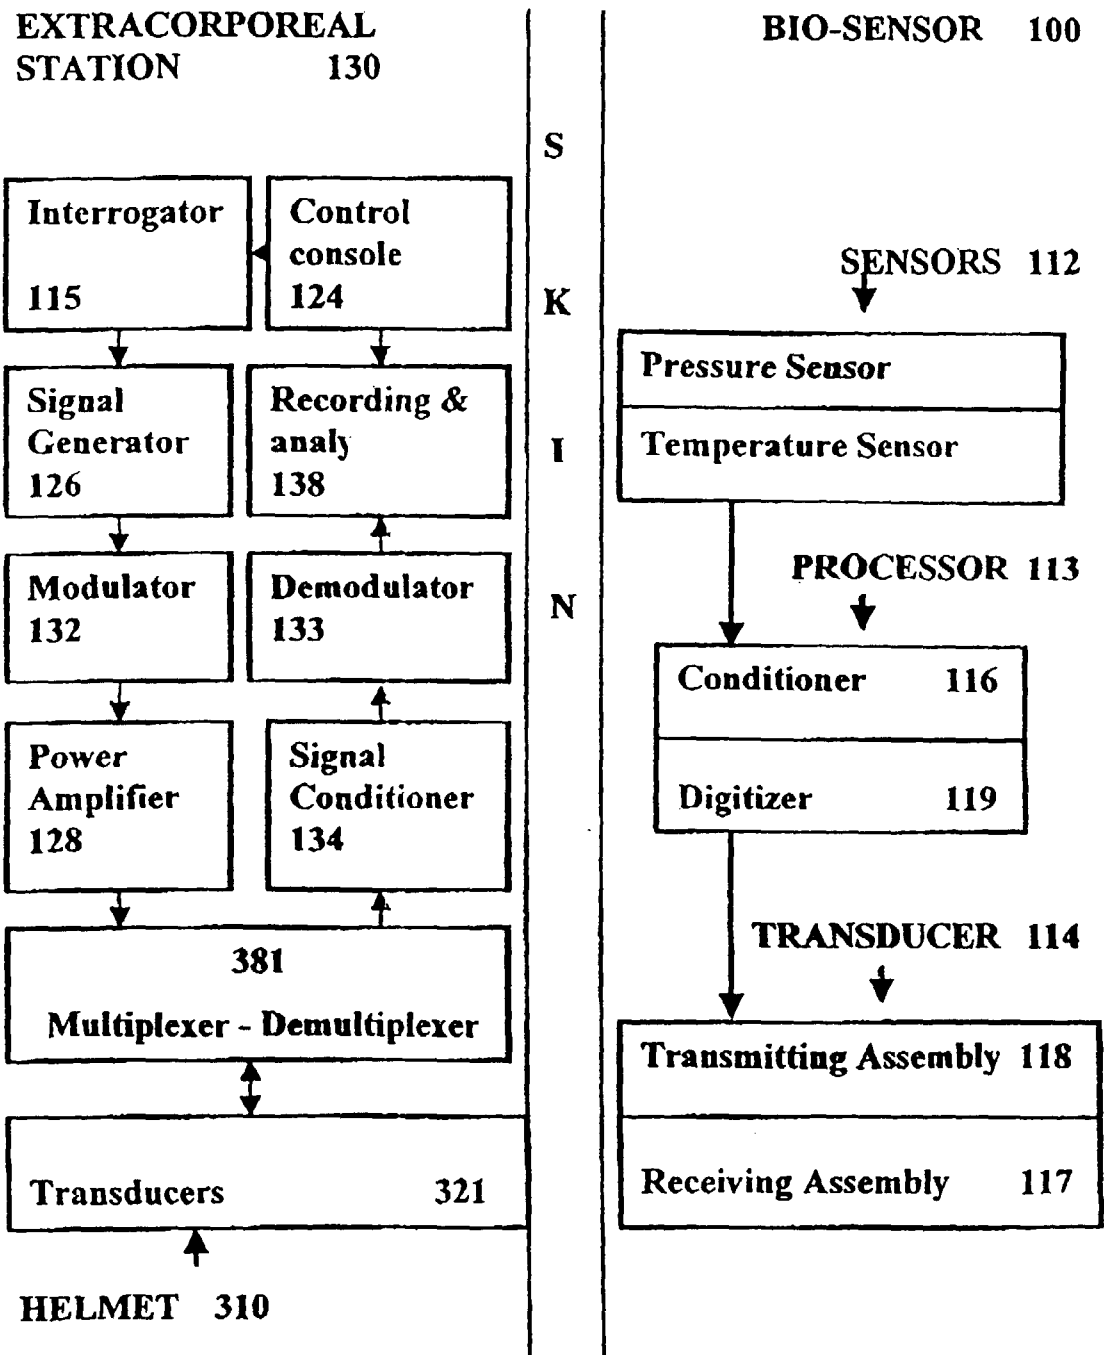 EXTRACORPOREAL
STATION 130
Interrogator
115
Control
console
124
Signal
Generator
126
Recording &
analy
138
Modulator
132
Demodulator
133
Power
Amplifier
128
Signal
Conditioner
134
381
Multiplexer - Demultiplexer
Transducers 321
HELMET 310
S
K
I
N
BIO-SENSOR 100
SENSORS 112
Pressure Sensor
Temperature Sensor
PROCESSOR 113
Conditioner 116
Digitizer 119
TRANSDUCER 114
Transmitting Assembly 118
Receiving Assembly 117